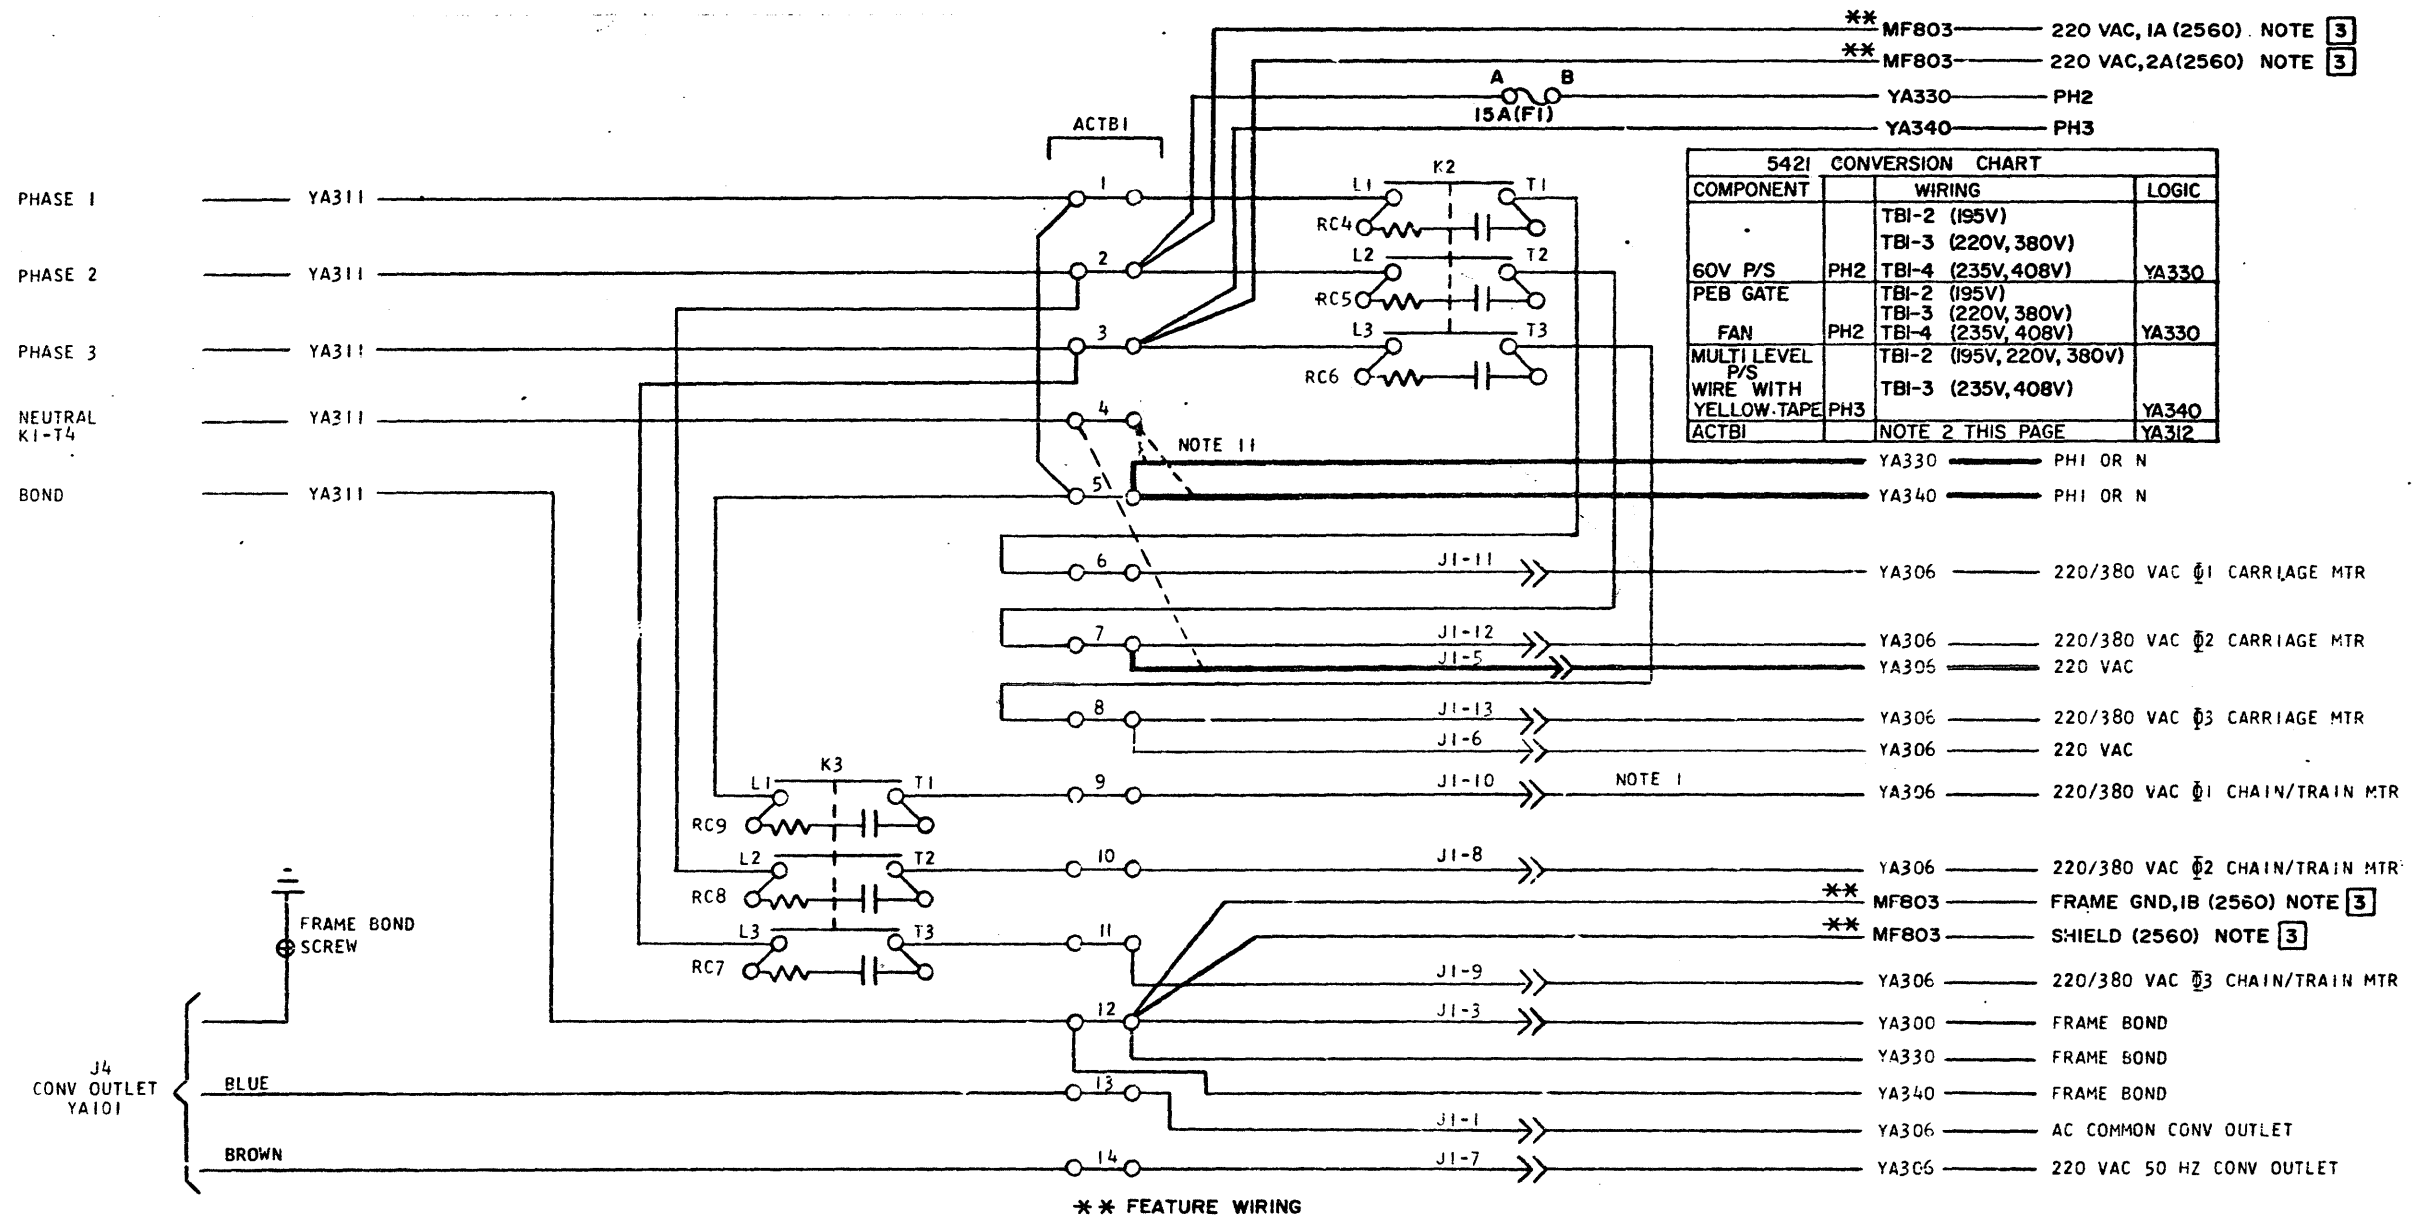 ** MF803 220 VAC, 1A (2560) . NOTE 3
** MF803 220 VAC, 2A (2560) NOTE 3
A B
15A(F1)
YA330 PH2
YA340 PH3
ACTB1
5421 CONVERSION CHART
COMPONENT WIRING LOGIC
TB1-2 (195V)
TB1-3 (220V, 380V)
60V P/S PH2 TB1-4 (235V, 408V) YA330
PEB GATE TB1-2 (195V)
TB1-3 (220V, 380V)
FAN PH2 TB1-4 (235V, 408V) YA330
MULTI LEVEL TB1-2 (195V, 220V, 380V)
P/S
WIRE WITH TB1-3 (235V, 408V)
YELLOW TAPE PH3 YA340
ACTB1 NOTE 2 THIS PAGE YA312
K2
PHASE 1 YA311 1 L1 T1
RC4
PHASE 2 YA311 2 L2 T2
RC5
PHASE 3 YA311 3 L3 T3
RC6
NEUTRAL YA311 4
K1-T4
NOTE 11
YA330 PH1 OR N
BOND YA311 5 YA340 PH1 OR N
6 J1-11 YA306 220/380 VAC Φ1 CARRIAGE MTR
7 J1-12 YA306 220/380 VAC Φ2 CARRIAGE MTR
J1-5 YA306 220 VAC
8 J1-13 YA306 220/380 VAC Φ3 CARRIAGE MTR
J1-6 YA306 220 VAC
K3
L1 T1 9 J1-10 NOTE 1 YA306 220/380 VAC Φ1 CHAIN/TRAIN MTR
RC9
L2 T2 10 J1-8 YA306 220/380 VAC Φ2 CHAIN/TRAIN MTR
RC8
** MF803 FRAME GND, 1B (2560) NOTE 3
FRAME BOND
SCREW
L3 T3 11
** MF803 SHIELD (2560) NOTE 3
RC7
J1-9 YA306 220/380 VAC Φ3 CHAIN/TRAIN MTR
12 J1-3 YA300 FRAME BOND
YA330 FRAME BOND
J4
CONV OUTLET
YA101
BLUE 13 YA340 FRAME BOND
J1-1 YA306 AC COMMON CONV OUTLET
BROWN 14 J1-7 YA306 220 VAC 50 HZ CONV OUTLET
** FEATURE WIRING